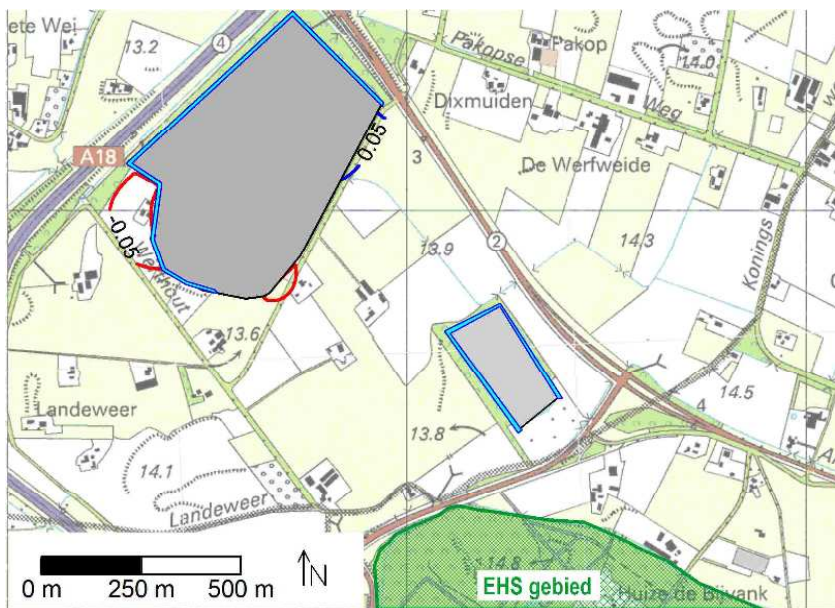 ete Wei
13.2
4
Pakopse
Pakop
14.0
Dixmuiden
Weg
0.05
A18
3
De Werfweide
-0.05
Werfhout
13.9
2
14.3
Konings
13.6
Landeweer
14.5
4
13.8
14.1
Landeweer
14.8
N
0 m 250 m 500 m
EHS gebied
Huize de Bijvank